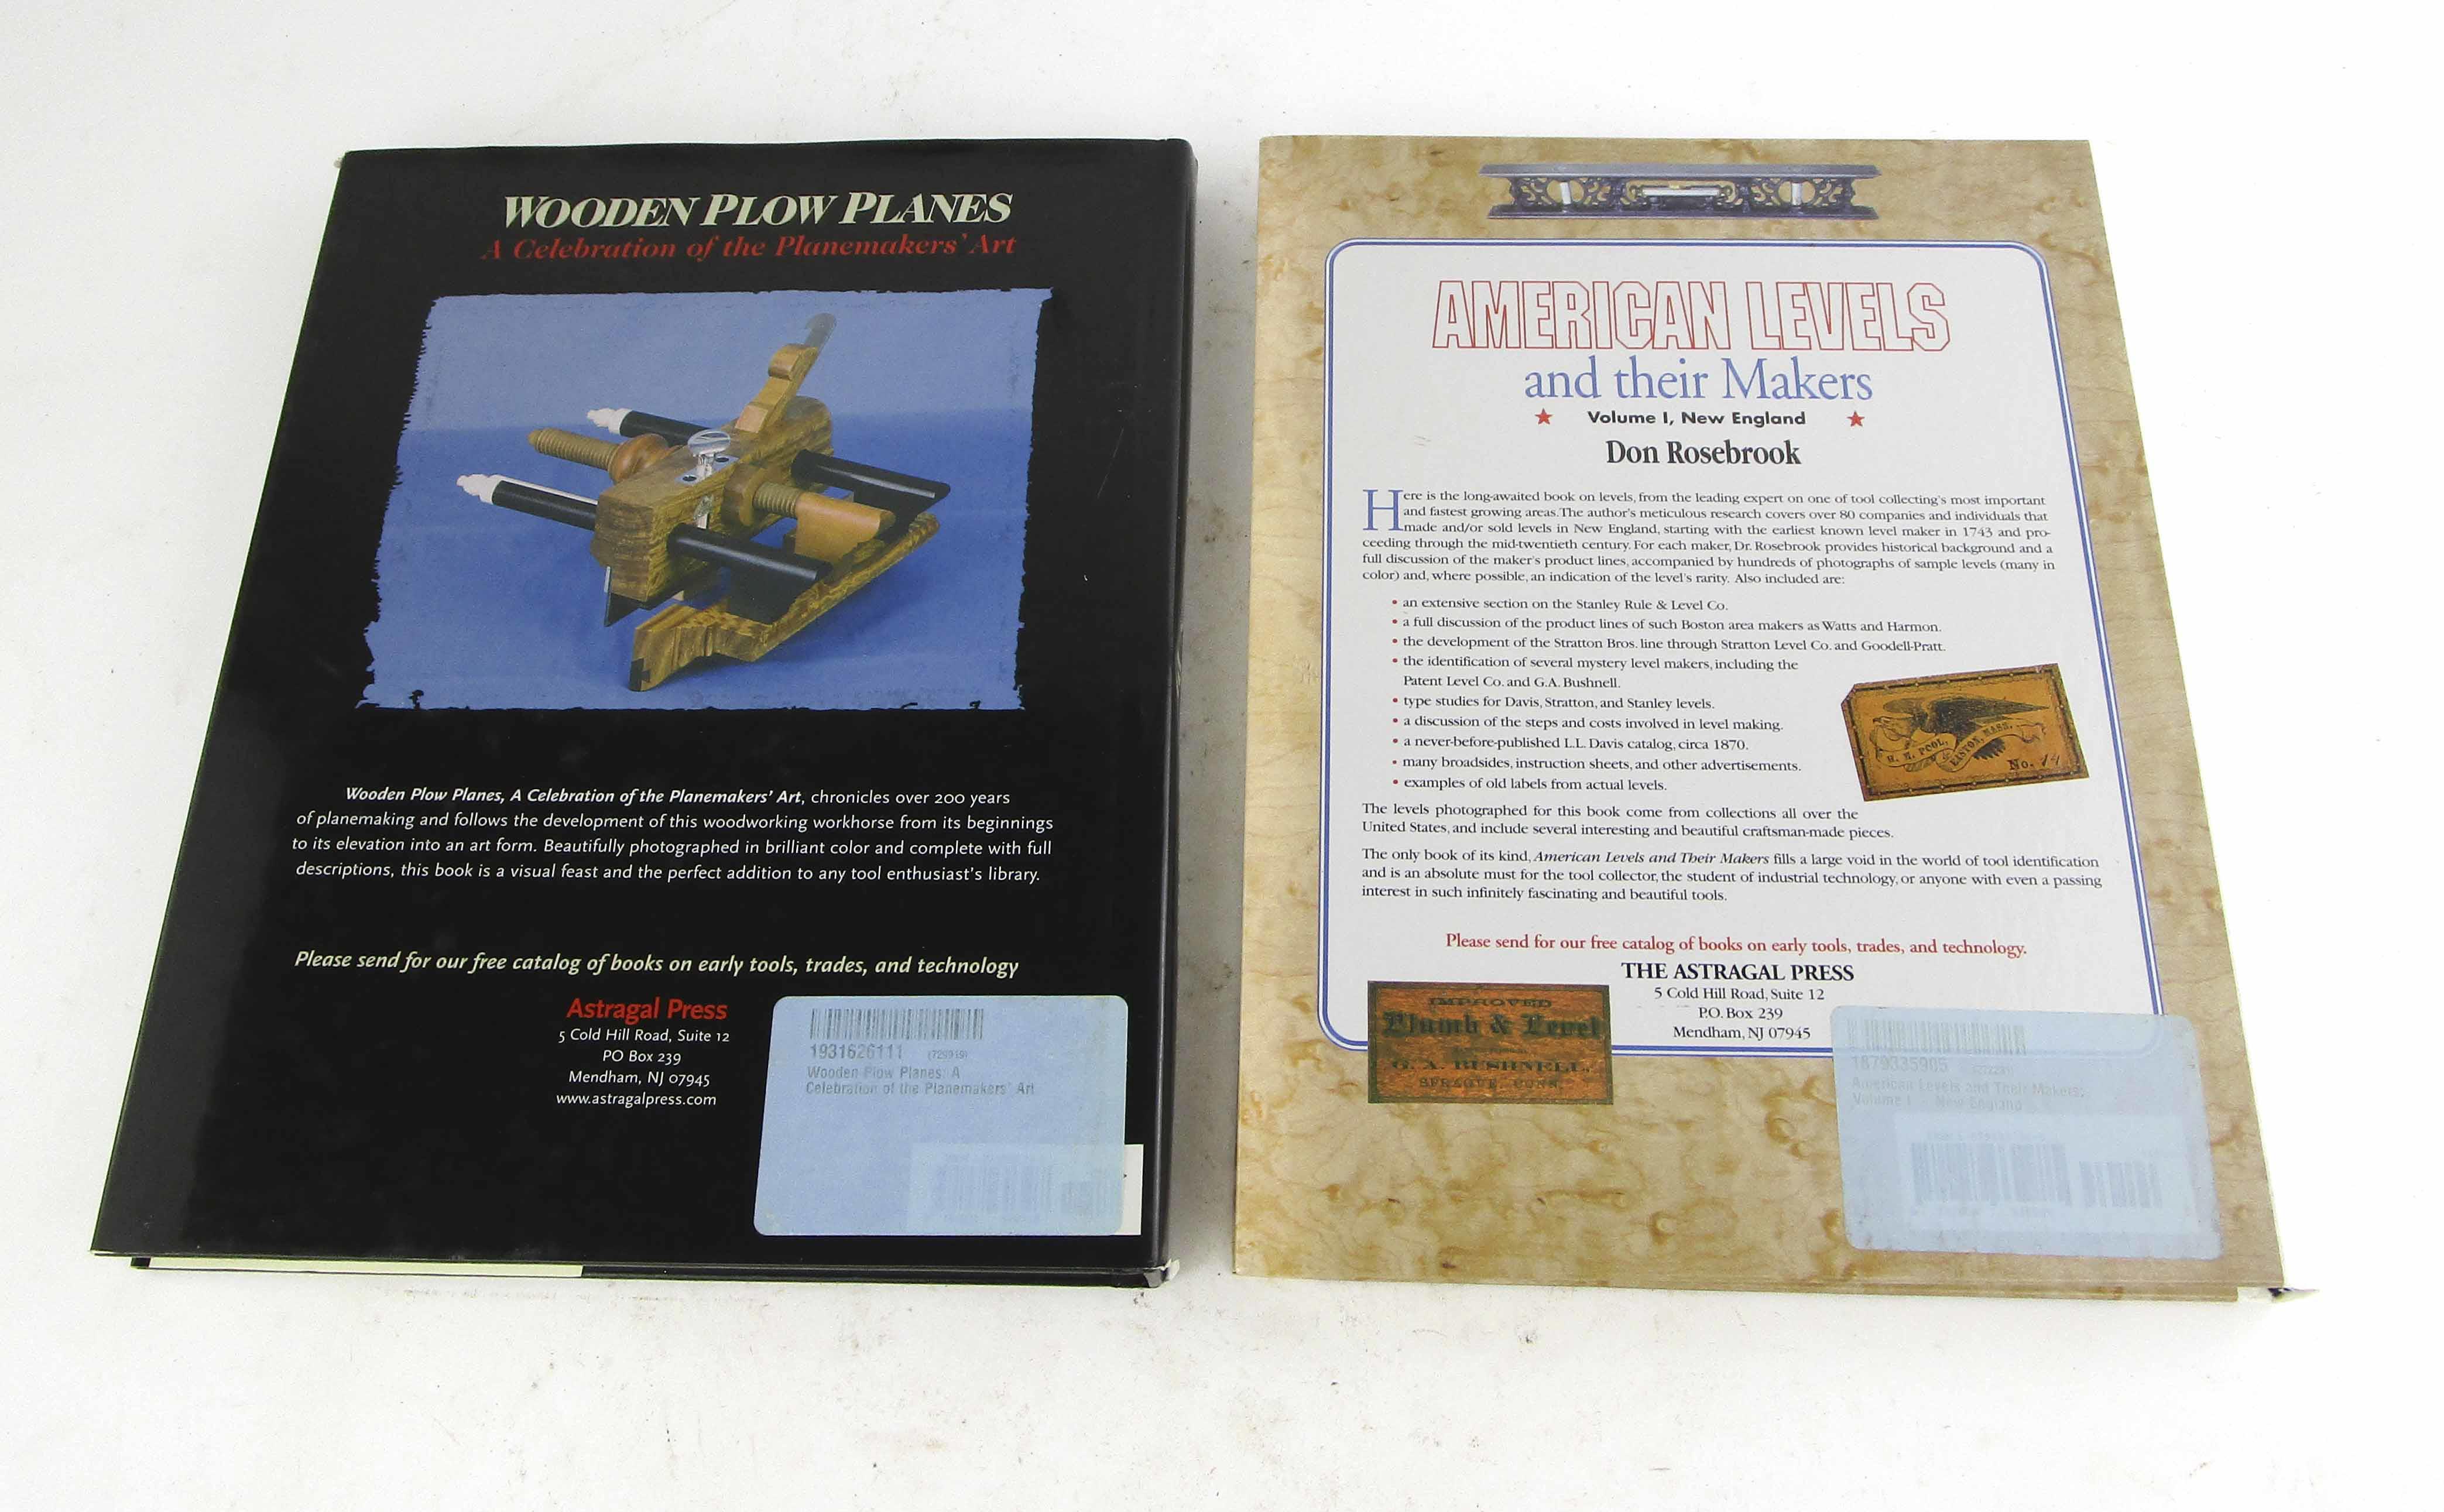 WOODEN PLOW PLANES
A Celebration of the Planemakers' Art
Wooden Plow Planes, A Celebration of the Planemakers' Art, chronicles over 200 years
of planemaking and follows the development of this woodworking workhorse from its beginnings
to its elevation into an art form. Beautifully photographed in brilliant color and complete with full
descriptions, this book is a visual feast and the perfect addition to any tool enthusiast's library.
Please send for our free catalog of books on early tools, trades, and technology
Astragal Press
5 Cold Hill Road, Suite 12
PO Box 239
Mendham, NJ 07945
www.astragalpress.com
1931626111
Wooden Plow Planes: A
Celebration of the Planemakers' Art
AMERICAN LEVELS
and their Makers
Volume I, New England
Don Rosebrook
Here is the long-awaited book on levels, from the leading expert on one of tool collecting's most important
and fastest growing areas. The author's meticulous research covers over 80 companies and individuals that
made and/or sold levels in New England, starting with the earliest known level maker in 1743 and pro-
ceeding through the mid-twentieth century. For each maker, Dr. Rosebrook provides historical background and a
full discussion of the maker's product lines, accompanied by hundreds of photographs of sample levels (many in
color) and, where possible, an indication of the level's rarity. Also included are:
• an extensive section on the Stanley Rule & Level Co.
• a full discussion of the product lines of such Boston area makers as Watts and Harmon.
• the development of the Stratton Bros. line through Stratton Level Co. and Goodell-Pratt.
• the identification of several mystery level makers, including the
Patent Level Co. and G.A. Bushnell.
• type studies for Davis, Stratton, and Stanley levels.
• a discussion of the steps and costs involved in level making.
• a never-before-published L.L. Davis catalog, circa 1870.
• many broadsides, instruction sheets, and other advertisements.
• examples of old labels from actual levels.
H. M. POOL,
EASTON, MASS.
No. 14
The levels photographed for this book come from collections all over the
United States, and include several interesting and beautiful craftsman-made pieces.
The only book of its kind, American Levels and Their Makers fills a large void in the world of tool identification
and is an absolute must for the tool collector, the student of industrial technology, or anyone with even a passing
interest in such infinitely fascinating and beautiful tools.
Please send for our free catalog of books on early tools, trades, and technology.
THE ASTRAGAL PRESS
5 Cold Hill Road, Suite 12
P.O. Box 239
Mendham, NJ 07945
IMPROVED
Plumb & Level
G. A. BUSHNELL,
SPRAGUE, CONN.
1879335905
American Levels and Their Makers:
Volume I New England